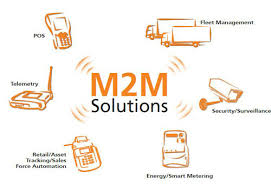 Fleet Management
POS
Telemetry
M2M
Solutions
Security/Surveillance
Retail/Asset
Tracking/Sales
Force Automation
Energy/Smart Metering